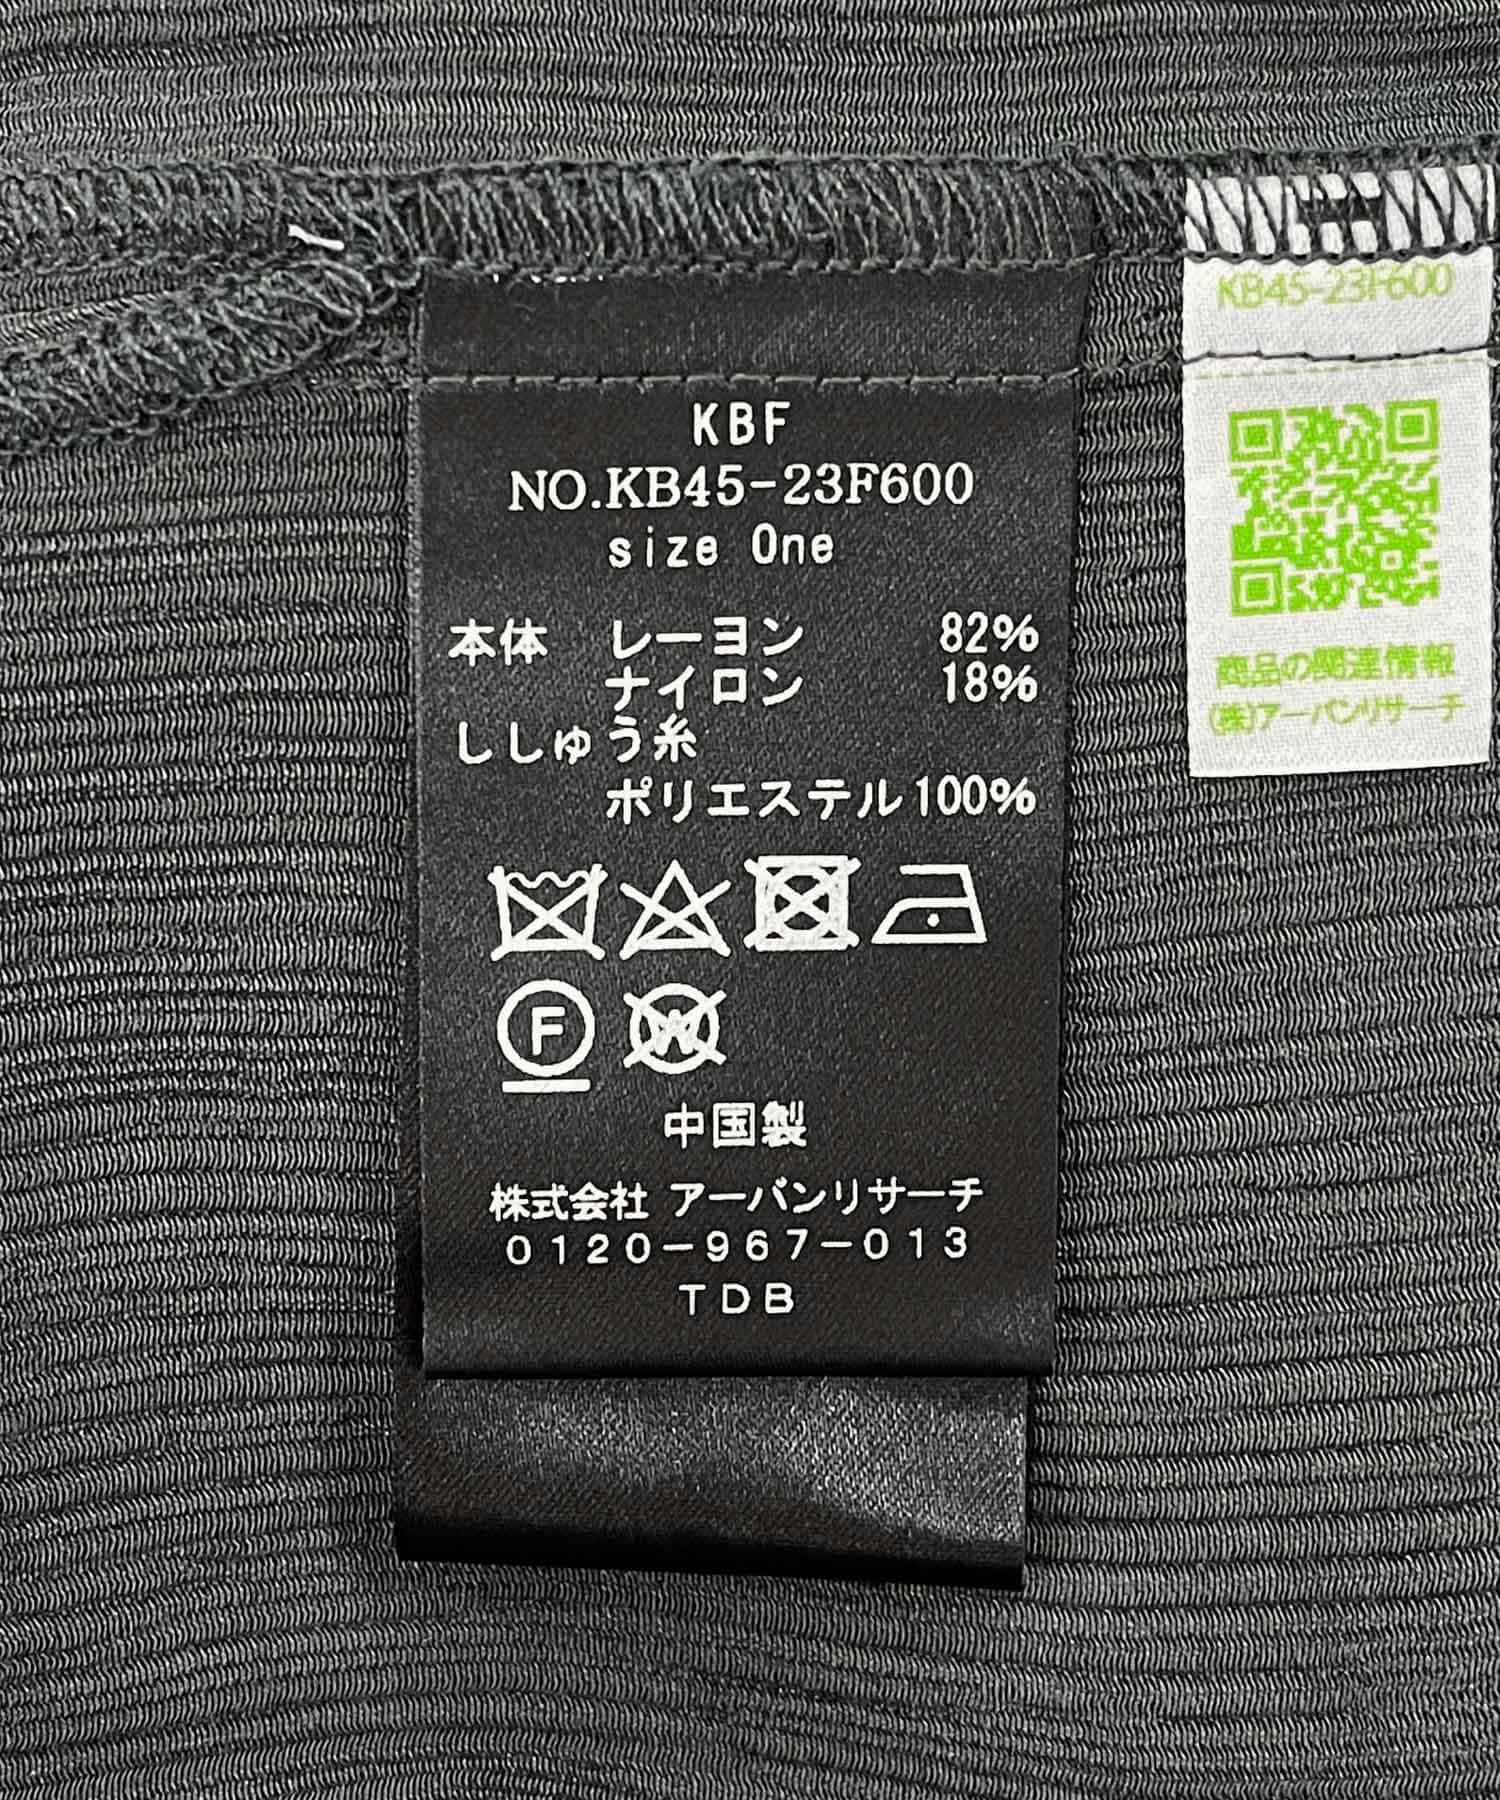 KBF
NO.KB45-23F600
size One
本体 レーヨン 82%
ナイロン 18%
ししゅう糸
ポリエステル100%
F
W
中国製
株式会社 アーバンリサーチ
0120-967-013
TDB
KB45-23F600
商品の関連情報
(株)アーバンリサーチ